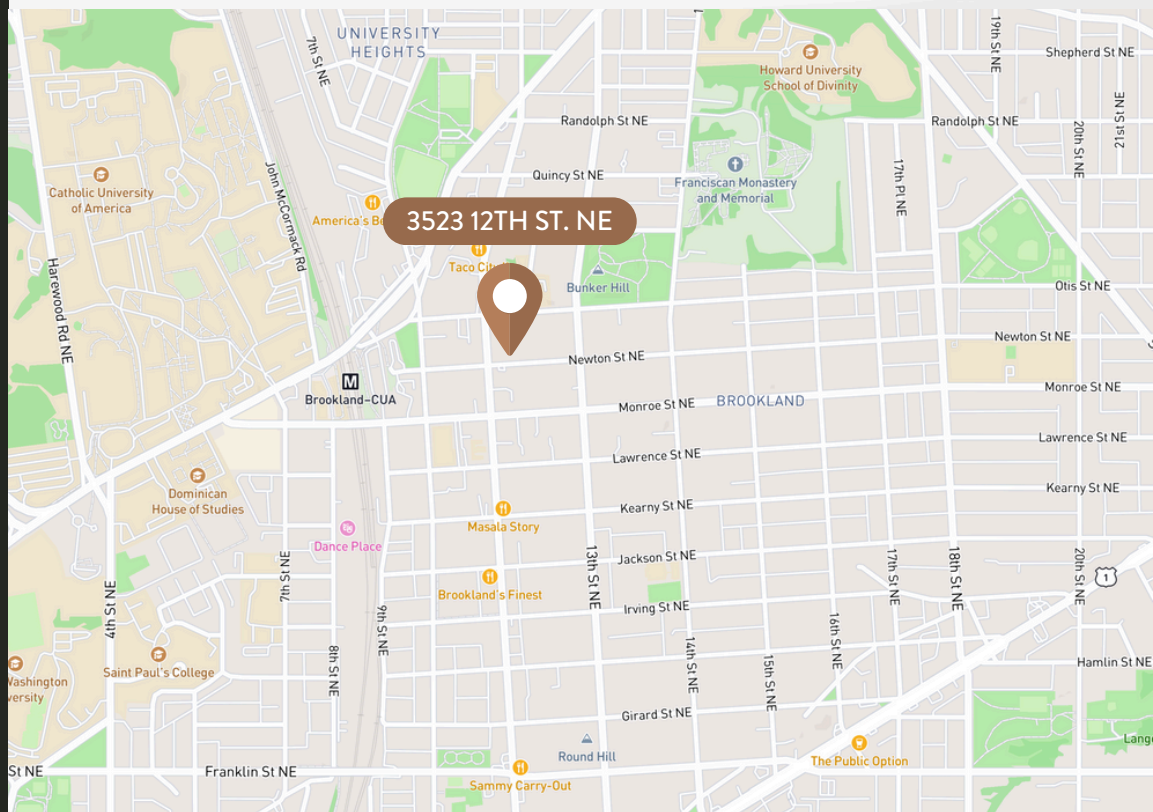 UNIVERSITY
HEIGHTS
7th St NE
19th St NE
Shepherd St NE
Howard University
School of Divinity
Randolph St NE
Randolph St NE
21st St NE
20th St NE
Quincy St NE
Franciscan Monastery
and Memorial
17th Pl NE
Catholic University
of America
John McCormack Rd
America's Be
3523 12TH ST. NE
Taco City
Bunker Hill
Otis St NE
Harewood Rd NE
Newton St NE
Newton St NE
M
Brookland–CUA
Monroe St NE
BROOKLAND
Monroe St NE
Lawrence St NE
Lawrence St NE
Dominican
House of Studies
Kearny St NE
Kearny St NE
Masala Story
Dance Place
Jackson St NE
13th St NE
7th St NE
17th St NE
18th St NE
20th St NE
1
Brookland's Finest
4th St NE
Irving St NE
9th St NE
16th St NE
8th St NE
14th St NE
15th St NE
Saint Paul's College
Washington
versity
Hamlin St NE
Girard St NE
Round Hill
The Public Option
Lang
St NE
Franklin St NE
Sammy Carry-Out